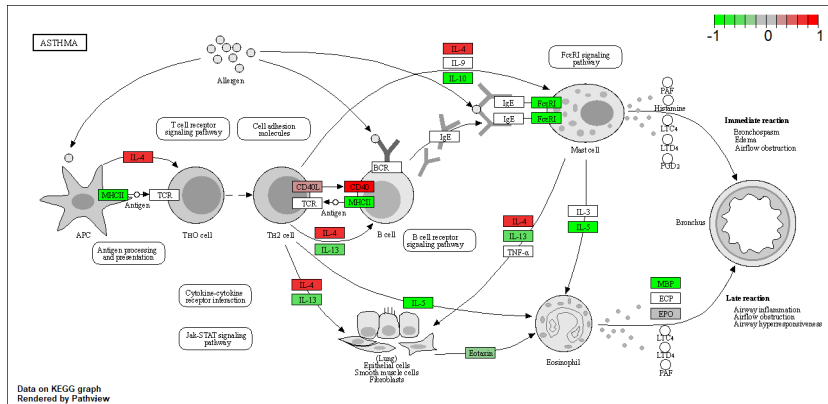 ASTHMA
-1 0 1
Allergen
IL-4
IL-9
IL-10
FcεRI signaling
pathway
T cell receptor
signaling pathway
Cell adhesion
molecules
IgE
FcεRI
IgE
FcεRI
Mast cell
IgE
PAF
Histamine
LTC4
LTD4
PGD2
Immediate reaction
Bronchospasm
Edema
Airflow obstruction
IL-4
MHCII
Antigen
TCR
APC
TH0 cell
Antigen processing
and presentation
CD40L
CD40
TCR
MHCII
Antigen
BCR
TH2 cell
B cell
IL-4
IL-13
B cell receptor
signaling pathway
IL-4
IL-13
TNF-α
IL-3
IL-5
Bronchus
Cytokine-cytokine
receptor interaction
IL-4
IL-13
IL-5
Jak-STAT signaling
pathway
(Lung)
Epithelial cells
Smooth muscle cells
Fibroblasts
Eotaxin
Eosinophil
MBP
ECP
EPO
LTC4
LTD4
PAF
Late reaction
Airway inflammation
Airflow obstruction
Airway hyperresponsiveness
Data on KEGG graph
Rendered by Pathview